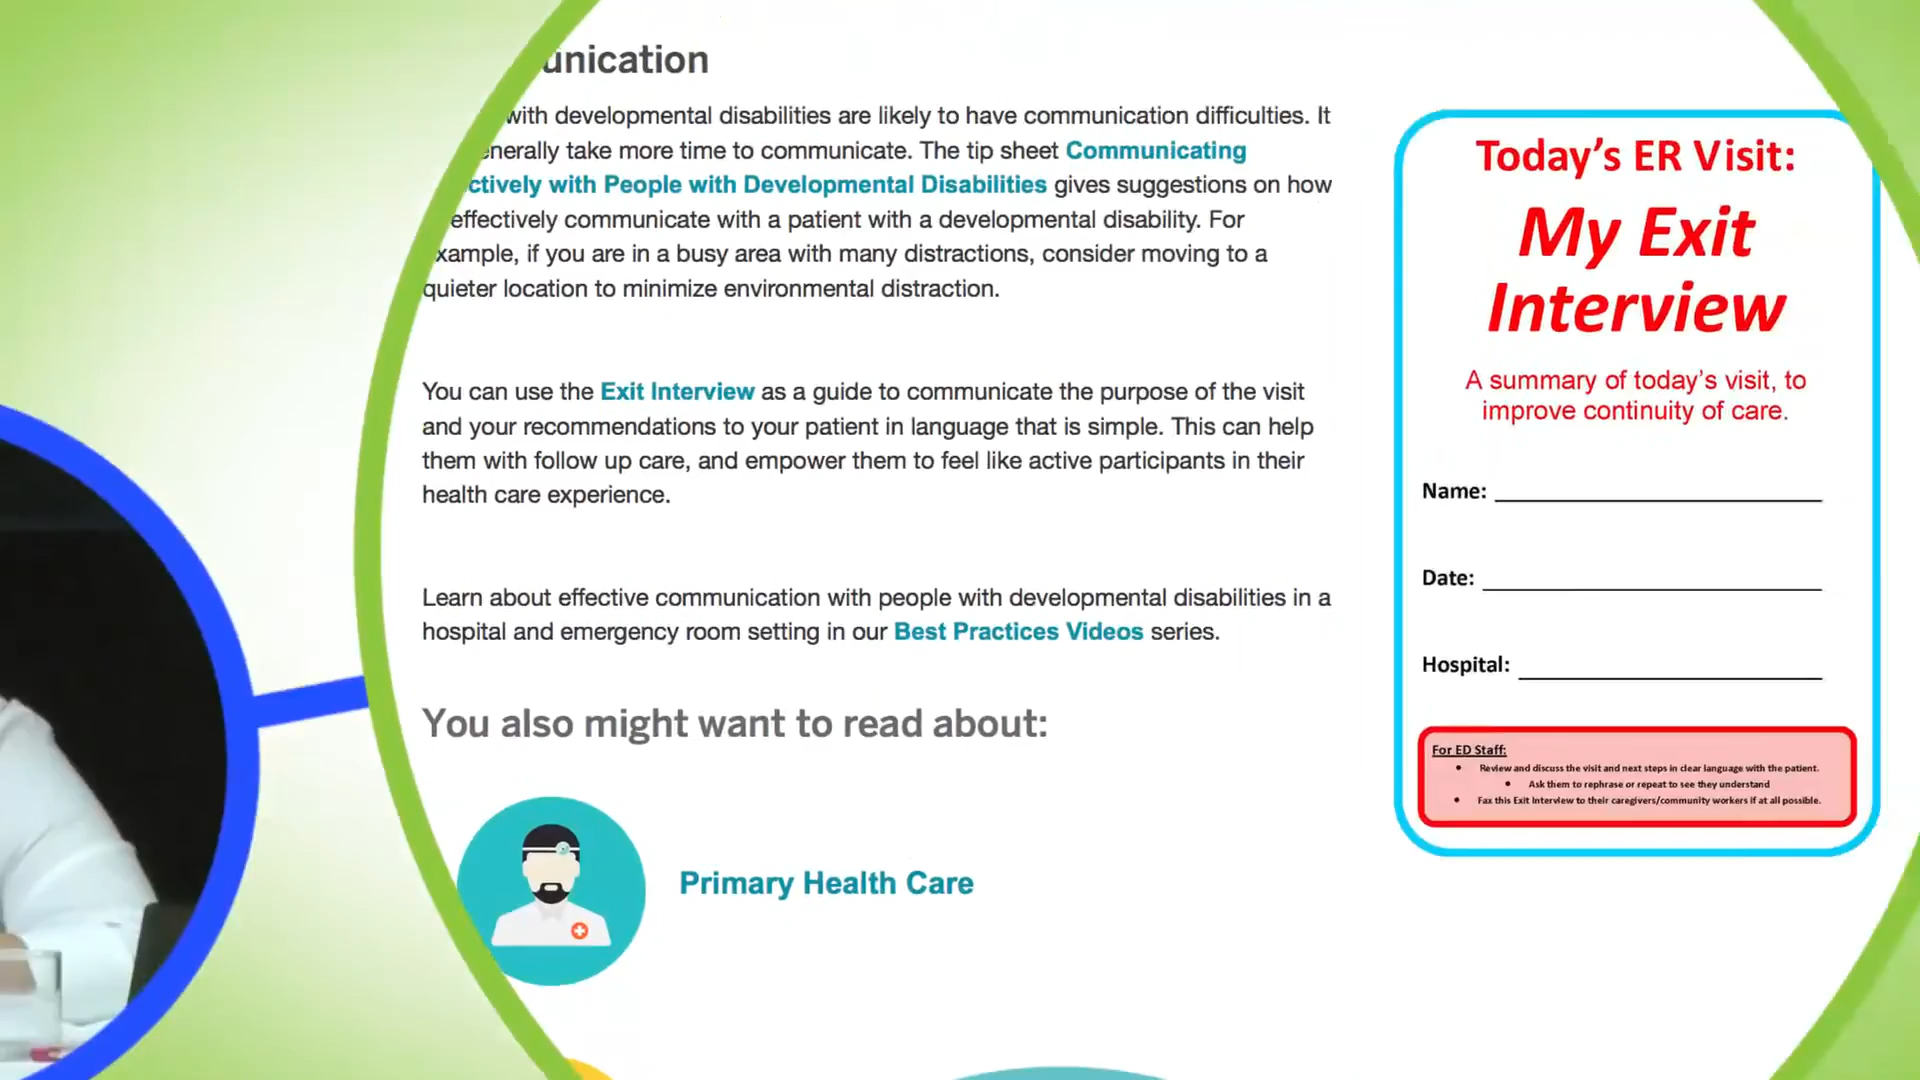 unication
with developmental disabilities are likely to have communication difficulties. It
enerally take more time to communicate. The tip sheet Communicating
ctively with People with Developmental Disabilities gives suggestions on how
effectively communicate with a patient with a developmental disability. For
xample, if you are in a busy area with many distractions, consider moving to a
quieter location to minimize environmental distraction.
You can use the Exit Interview as a guide to communicate the purpose of the visit
and your recommendations to your patient in language that is simple. This can help
them with follow up care, and empower them to feel like active participants in their
health care experience.
Learn about effective communication with people with developmental disabilities in a
hospital and emergency room setting in our Best Practices Videos series.
You also might want to read about:
Primary Health Care
Today's ER Visit:
My Exit
Interview
A summary of today's visit, to
improve continuity of care.
Name:
Date:
Hospital:
For ED Staff:
• Review and discuss the visit and next steps in clear language with the patient.
• Ask them to rephrase or repeat to see they understand
• Fax this Exit Interview to their caregivers/community workers if at all possible.